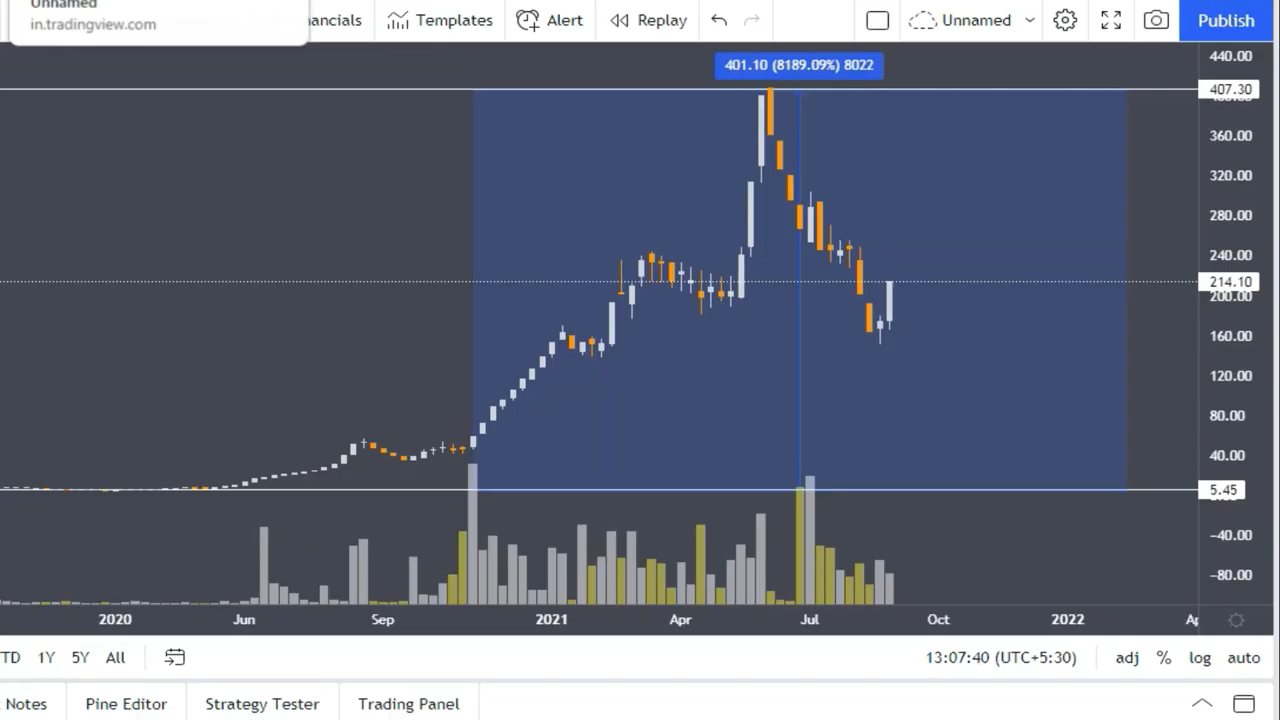 Unnamed
in.tradingview.com
Templates
Alert
Replay
Unnamed
Publish
401.10 (8189.09%) 8022
440.00
407.30
360.00
320.00
280.00
240.00
214.10
200.00
160.00
120.00
80.00
40.00
5.45
−40.00
−80.00
2020 Jun Sep 2021 Apr Jul Oct 2022
1Y 5Y All
13:07:40 (UTC+5:30) adj % log auto
Notes Pine Editor Strategy Tester Trading Panel